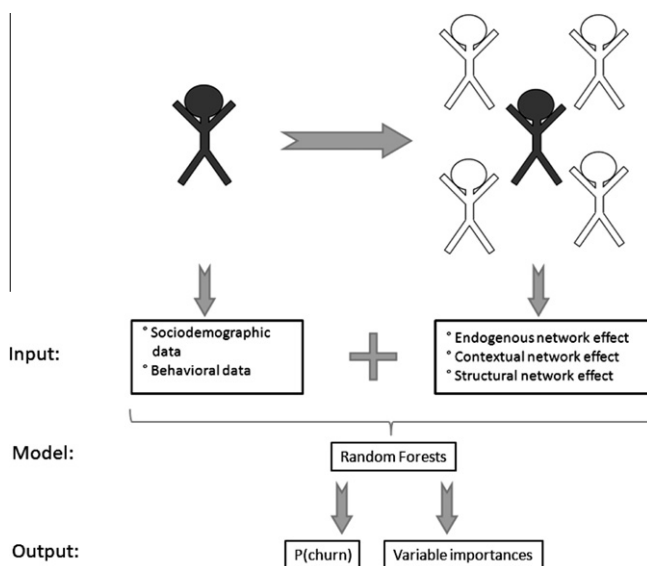 Input:
° Sociodemographic
data
° Behavioral data
° Endogenous network effect
° Contextual network effect
° Structural network effect
Model:
Random Forests
Output:
P(churn)
Variable importances